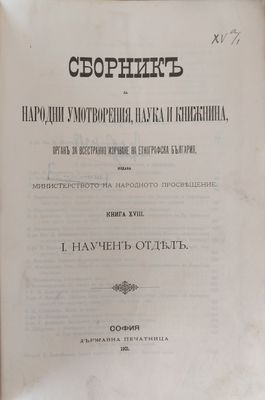 XV a/1
СБОРНИКЪ
ЗА
НАРОДНИ УМОТВОРЕНИЯ, НАУКА И КНИЖНИНА,
ОРГАНЪ ЗА ВСЕСТРАННО ИЗУЧВАНЕ НА ЕТНОГРАФСКА БЪЛГАРИЯ,
ИЗДАВА
МИНИСТЕРСТВОТО НА НАРОДНОТО ПРОСВѢЩЕНИЕ.
КНИГА XVIII.
I. НАУЧЕНЪ ОТДѢЛЪ.
СОФИЯ
ДЪРЖАВНА ПЕЧАТНИЦА
1901.